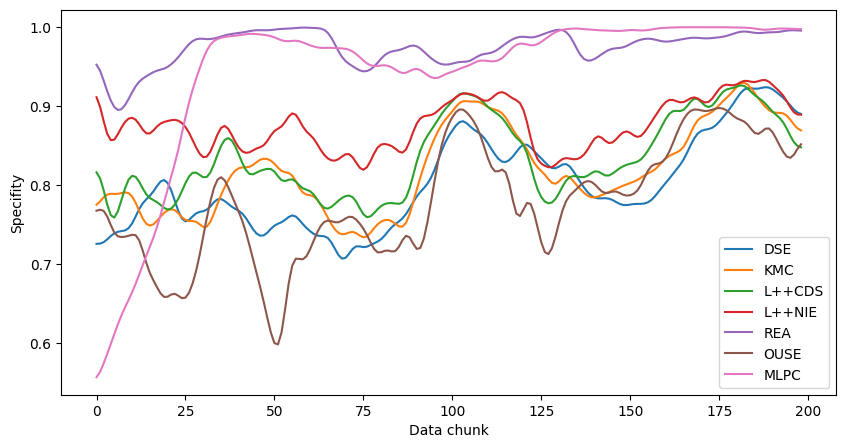 1.0
0.9
0.8
0.7
0.6
Specifity
0
25
50
75
100
125
150
175
200
Data chunk
DSE
KMC
L++CDS
L++NIE
REA
OUSE
MLPC